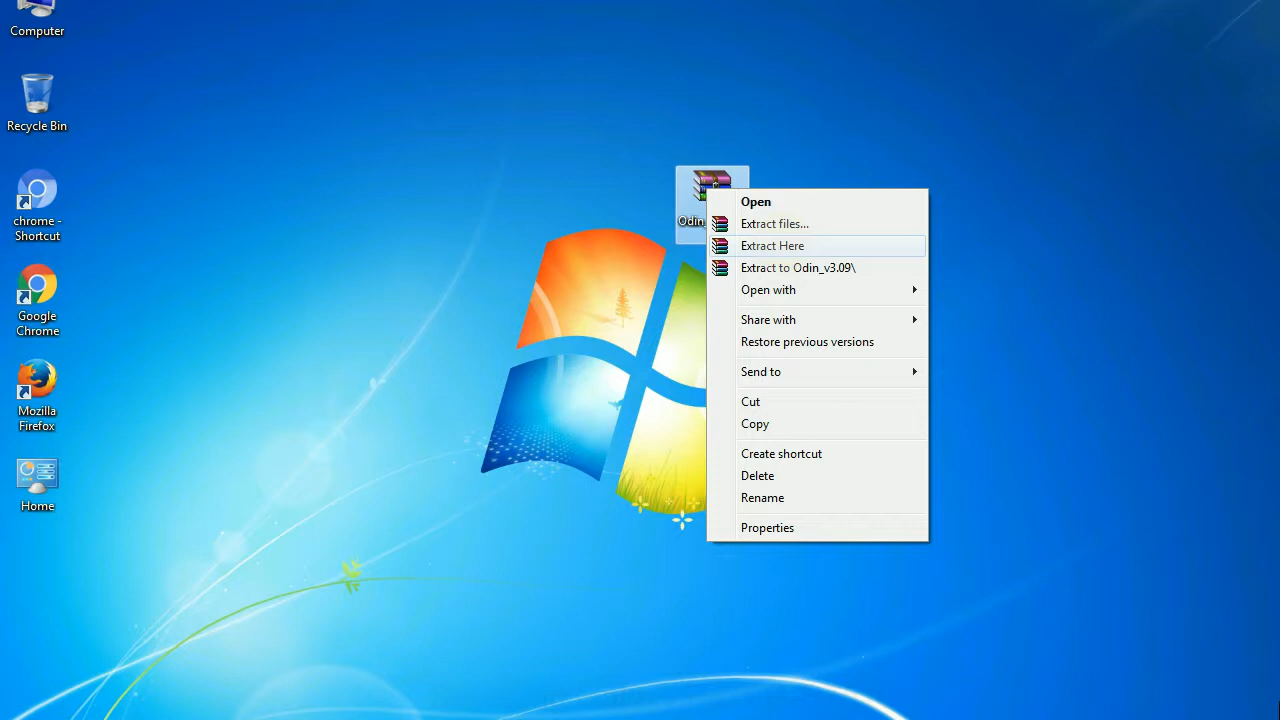 Computer
Recycle Bin
chrome -
Shortcut
Google
Chrome
Mozilla
Firefox
Home
Odin_
Open
Extract files...
Extract Here
Extract to Odin_v3.09\
Open with
Share with
Restore previous versions
Send to
Cut
Copy
Create shortcut
Delete
Rename
Properties